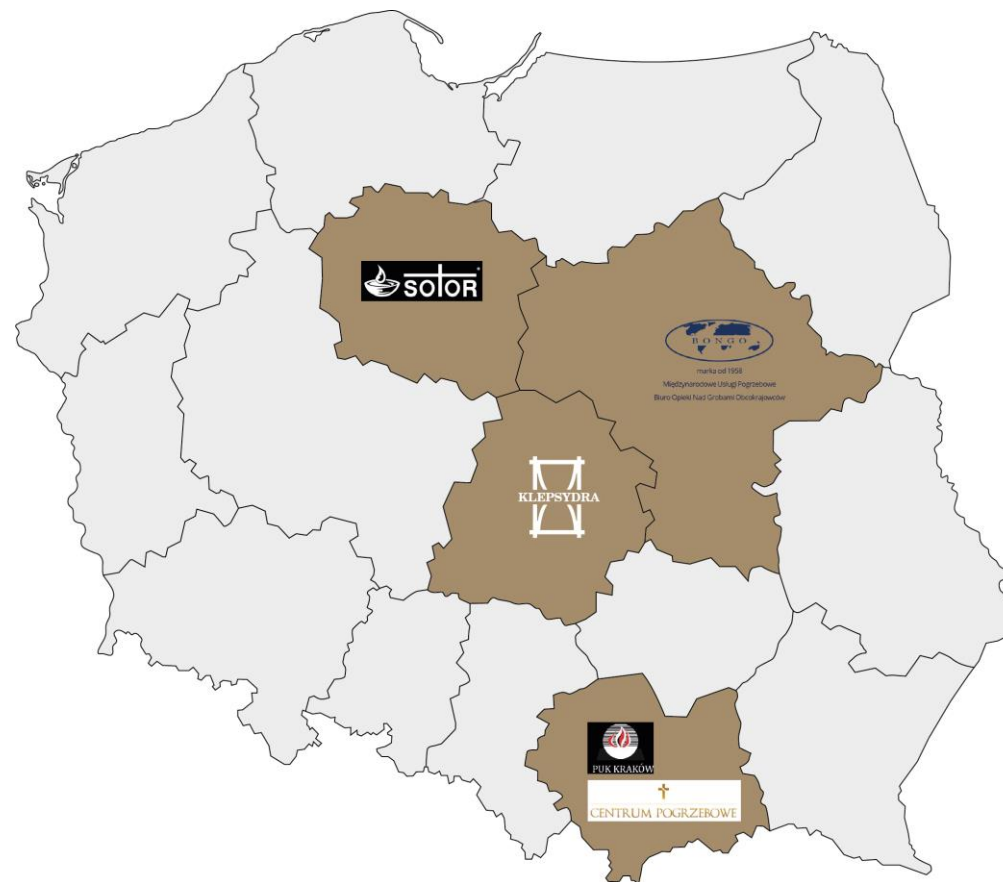 SOTOR
BONGO
marka od 1958
Międzynarodowe Usługi Pogrzebowe
Biuro Opieki Nad Grobami Obcokrajowców
KLEPSYDRA
PUK KRAKÓW
CENTRUM POGRZEBOWE